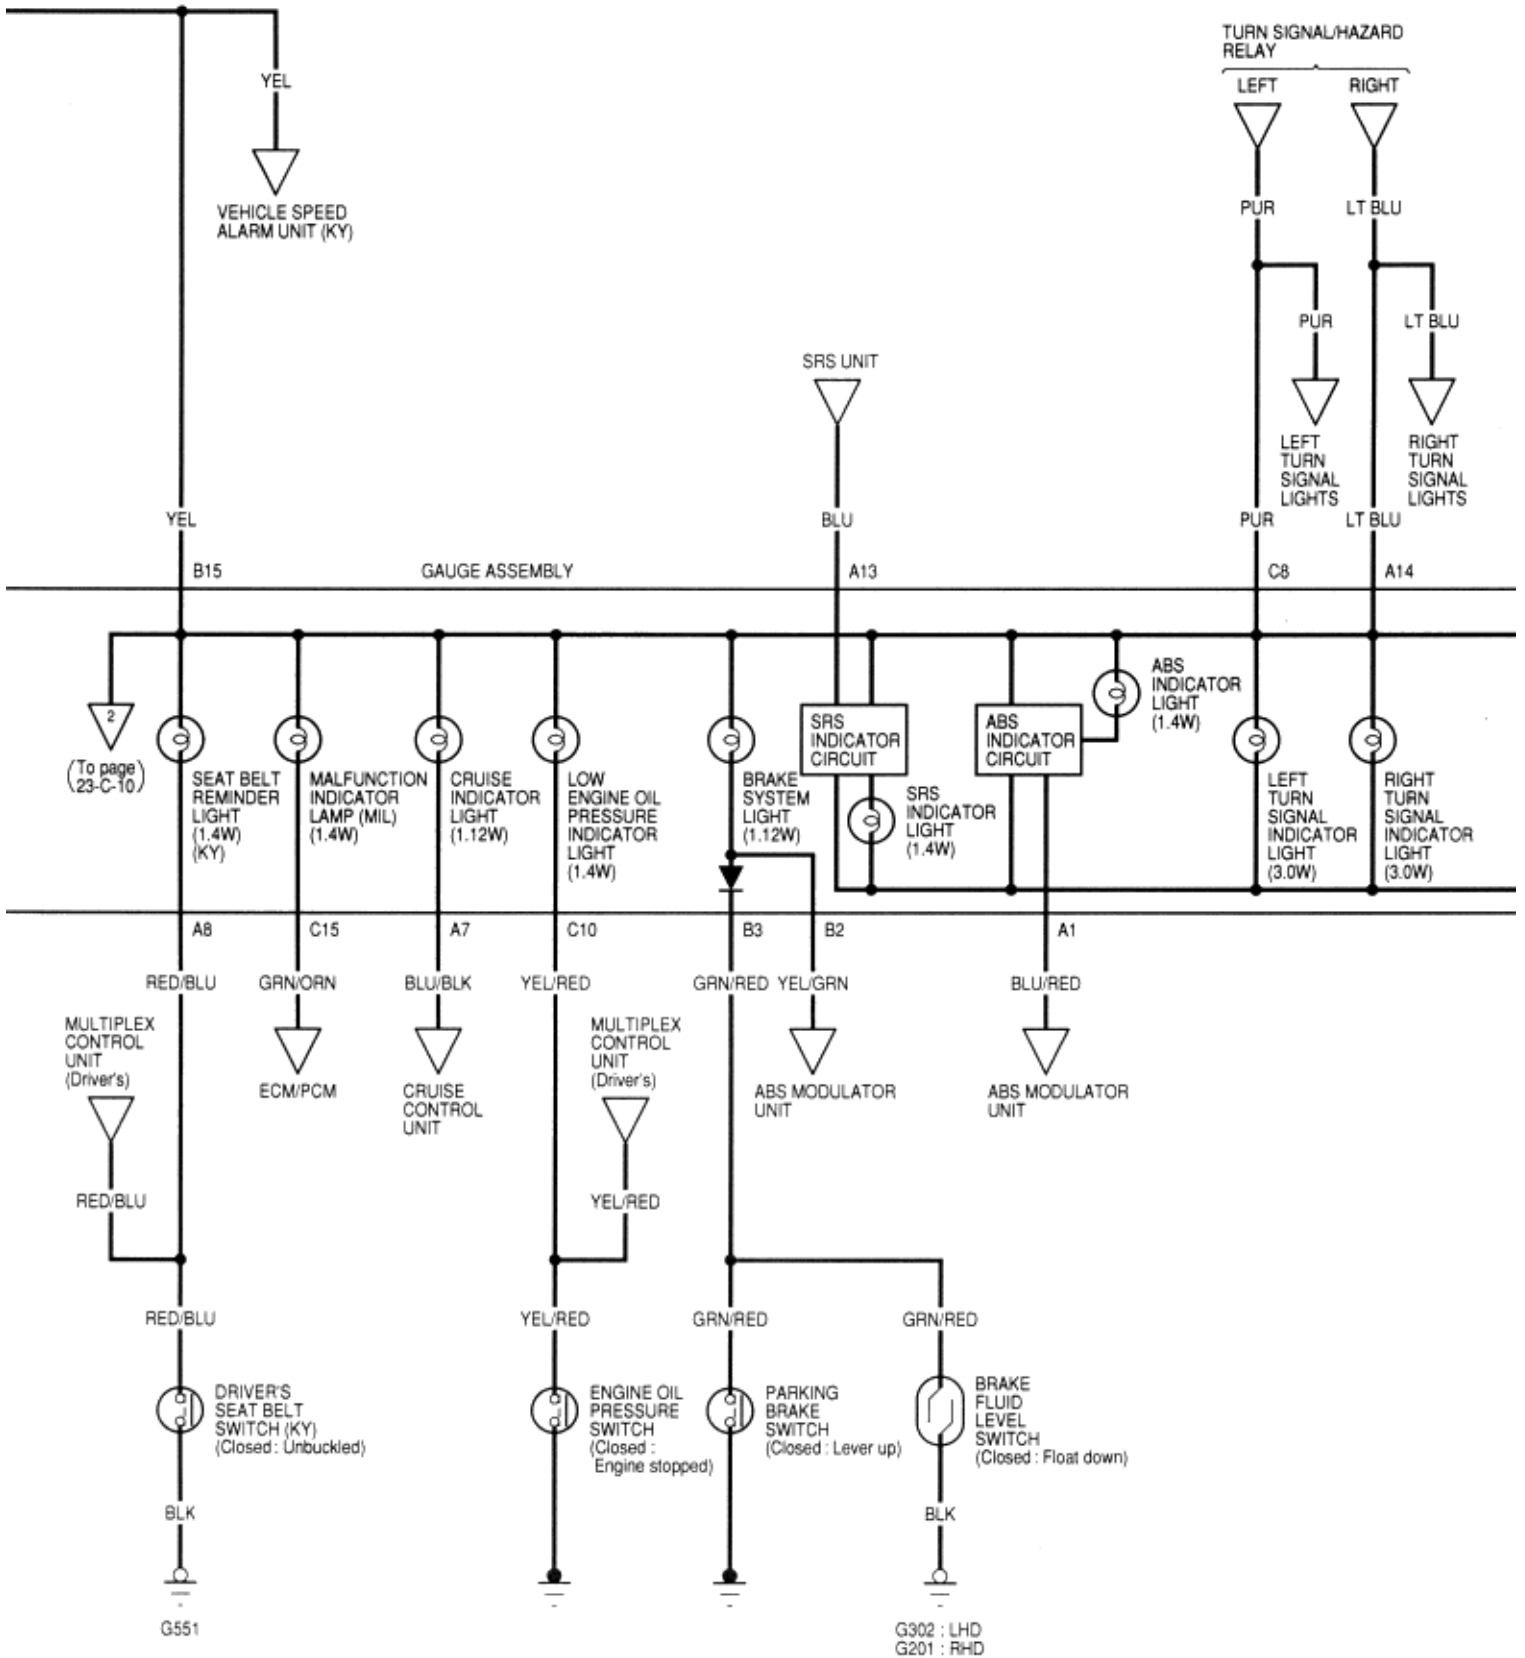 TURN SIGNAL/HAZARD
RELAY
LEFT
RIGHT
YEL
VEHICLE SPEED
ALARM UNIT (KY)
PUR
LT BLU
PUR
LT BLU
SRS UNIT
LEFT
TURN
SIGNAL
LIGHTS
RIGHT
TURN
SIGNAL
LIGHTS
YEL
BLU
PUR
LT BLU
B15
GAUGE ASSEMBLY
A13
C8
A14
2
(To page
23-C-10)
SEAT BELT
REMINDER
LIGHT
(1.4W)
(KY)
MALFUNCTION
INDICATOR
LAMP (MIL)
(1.4W)
CRUISE
INDICATOR
LIGHT
(1.12W)
LOW
ENGINE OIL
PRESSURE
INDICATOR
LIGHT
(1.4W)
BRAKE
SYSTEM
LIGHT
(1.12W)
SRS
INDICATOR
CIRCUIT
SRS
INDICATOR
LIGHT
(1.4W)
ABS
INDICATOR
CIRCUIT
ABS
INDICATOR
LIGHT
(1.4W)
LEFT
TURN
SIGNAL
INDICATOR
LIGHT
(3.0W)
RIGHT
TURN
SIGNAL
INDICATOR
LIGHT
(3.0W)
A8
C15
A7
C10
B3
B2
A1
RED/BLU
GRN/ORN
BLU/BLK
YEL/RED
GRN/RED
YEL/GRN
BLU/RED
MULTIPLEX
CONTROL
UNIT
(Driver's)
ECM/PCM
CRUISE
CONTROL
UNIT
MULTIPLEX
CONTROL
UNIT
(Driver's)
ABS MODULATOR
UNIT
ABS MODULATOR
UNIT
RED/BLU
YEL/RED
RED/BLU
YEL/RED
GRN/RED
GRN/RED
DRIVER'S
SEAT BELT
SWITCH (KY)
(Closed : Unbuckled)
ENGINE OIL
PRESSURE
SWITCH
(Closed :
Engine stopped)
PARKING
BRAKE
SWITCH
(Closed : Lever up)
BRAKE
FLUID
LEVEL
SWITCH
(Closed : Float down)
BLK
BLK
G551
G302 : LHD
G201 : RHD